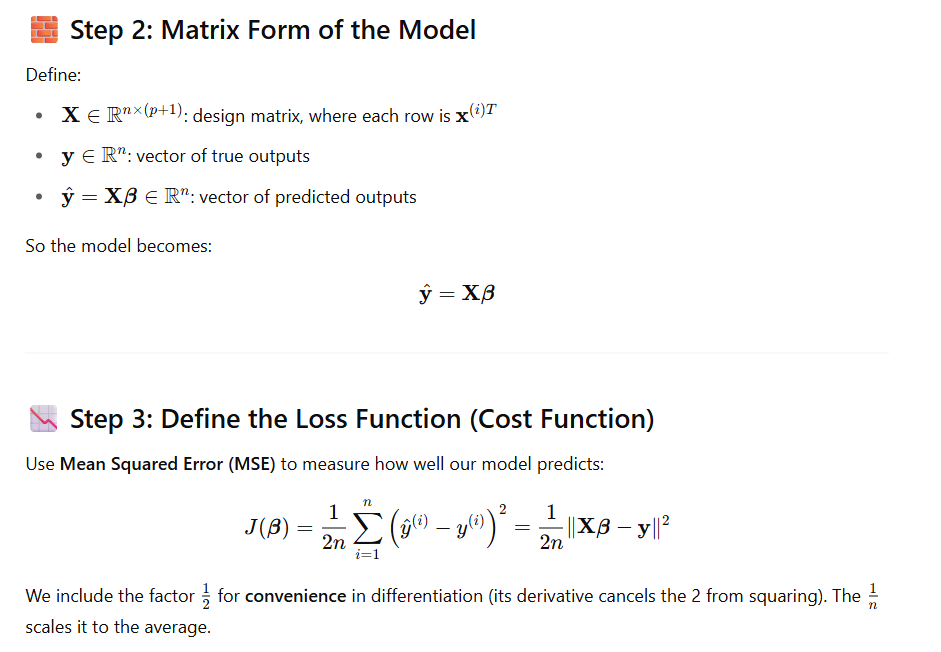 🧱 Step 2: Matrix Form of the Model
Define:
• $\mathbf{X} \in \mathbb{R}^{n \times (p+1)}$: design matrix, where each row is $\mathbf{x}^{(i)T}$
• $\mathbf{y} \in \mathbb{R}^{n}$: vector of true outputs
• $\hat{\mathbf{y}} = \mathbf{X}\boldsymbol{\beta} \in \mathbb{R}^{n}$: vector of predicted outputs
So the model becomes:
$\hat{\mathbf{y}} = \mathbf{X}\boldsymbol{\beta}$
📉 Step 3: Define the Loss Function (Cost Function)
Use Mean Squared Error (MSE) to measure how well our model predicts:
$J(\boldsymbol{\beta}) = \frac{1}{2n} \sum_{i=1}^{n} \left( \hat{y}^{(i)} - y^{(i)} \right)^2 = \frac{1}{2n} \|\mathbf{X}\boldsymbol{\beta} - \mathbf{y}\|^2$
We include the factor $\frac{1}{2}$ for convenience in differentiation (its derivative cancels the 2 from squaring). The $\frac{1}{n}$
scales it to the average.